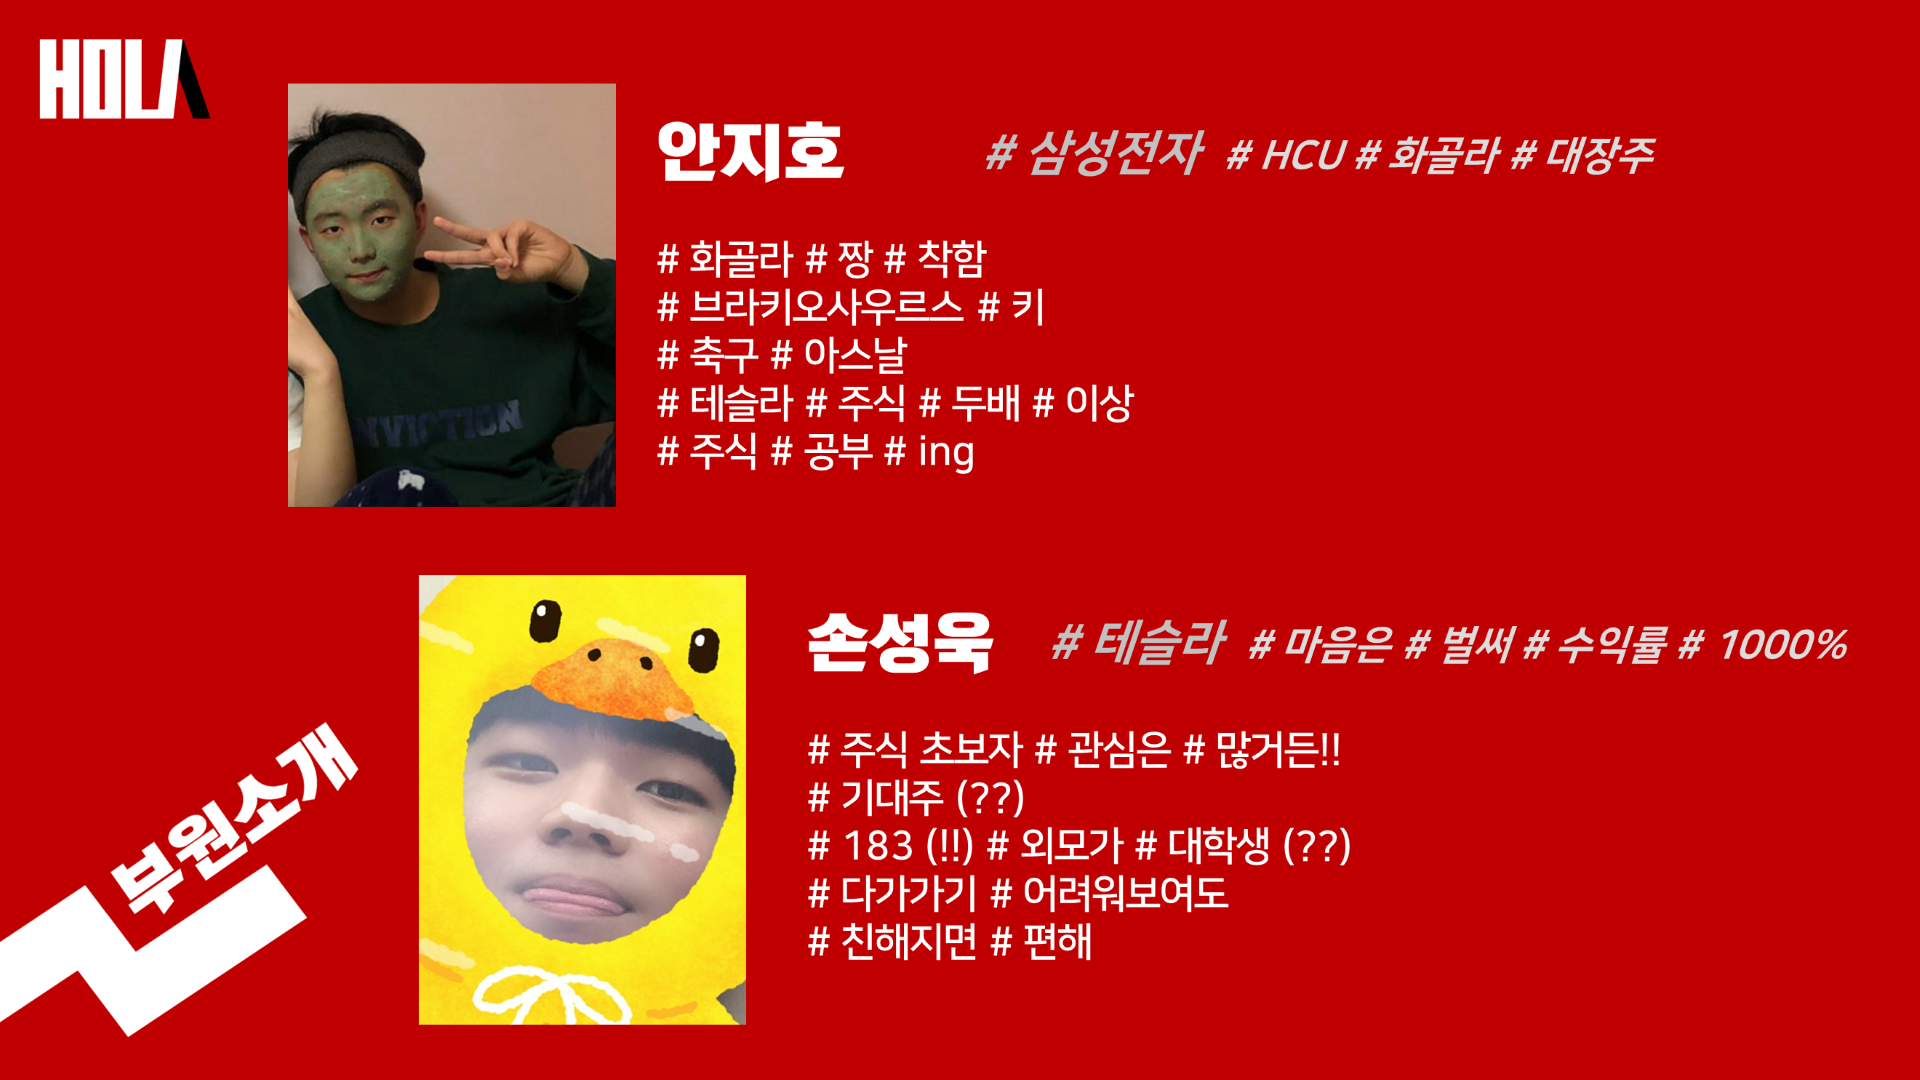 HOLA
안지호
# 삼성전자 # HCU # 화골라 # 대장주
# 화골라 # 짱 # 착함
# 브라키오사우르스 # 키
# 축구 # 아스날
# 테슬라 # 주식 # 두배 # 이상
# 주식 # 공부 # ing
NVICTION
손성욱
# 테슬라 # 마음은 # 벌써 # 수익률 # 1000%
# 주식 초보자 # 관심은 # 많거든!!
# 기대주 (??)
# 183 (!!) # 외모가 # 대학생 (??)
# 다가가기 # 어려워보여도
# 친해지면 # 편해
부원소개